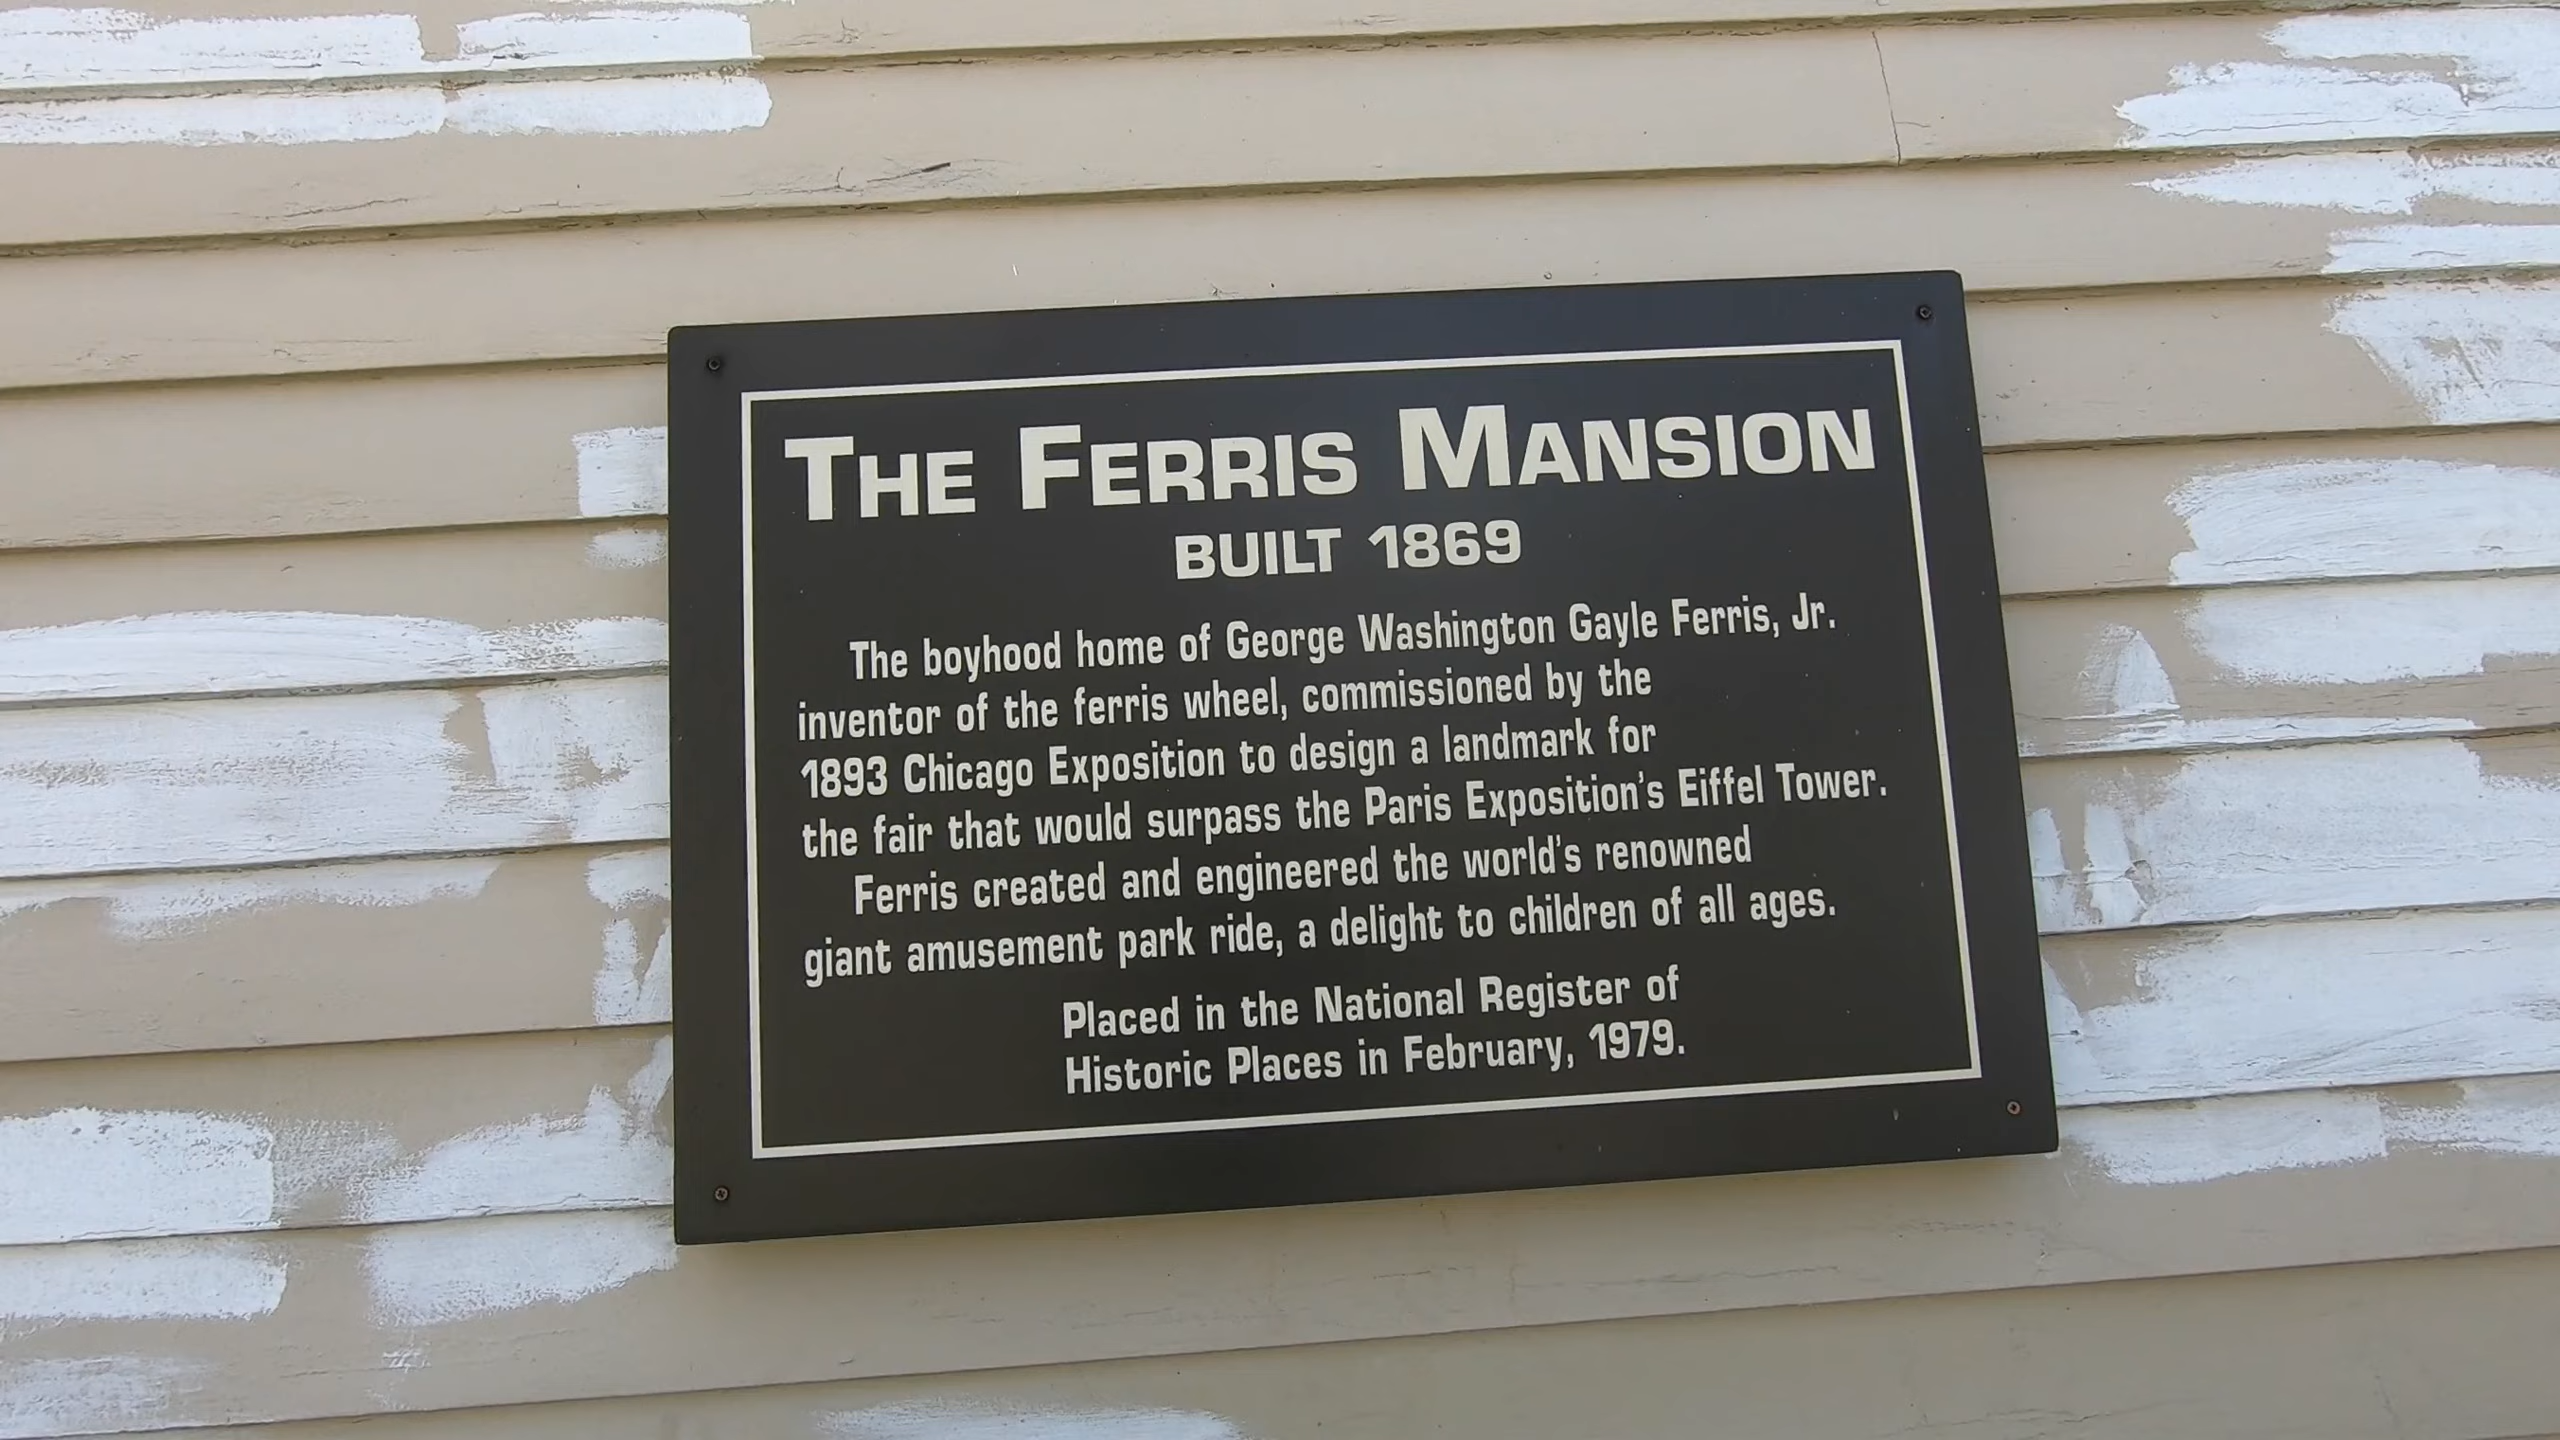 THE FERRIS MANSION
BUILT 1869
The boyhood home of George Washington Gayle Ferris, Jr.
inventor of the ferris wheel, commissioned by the
1893 Chicago Exposition to design a landmark for
the fair that would surpass the Paris Exposition's Eiffel Tower.
Ferris created and engineered the world's renowned
giant amusement park ride, a delight to children of all ages.
Placed in the National Register of
Historic Places in February, 1979.